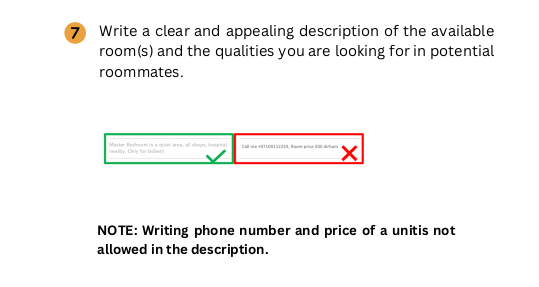 7
Write a clear and appealing description of the available
room(s) and the qualities you are looking for in potential
roommates.
Master Bedroom in a quiet area, all shops, hospital
nearby, Only for ladies!!
Call me +97100112233, Room price 500 dirham
NOTE: Writing phone number and price of a unitis not
allowed in the description.